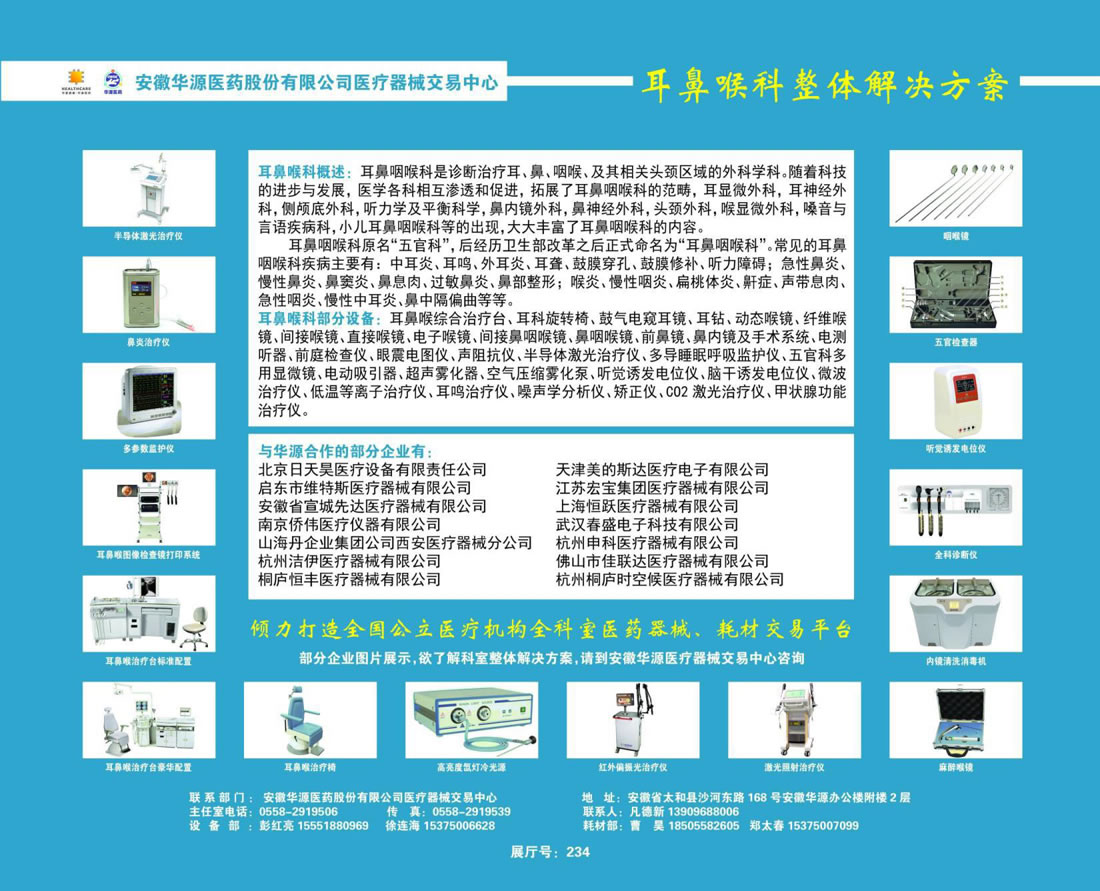 HEALTHCARE
华源医药
安徽华源医药股份有限公司医疗器械交易中心
耳鼻喉科整体解决方案
耳鼻喉科概述：耳鼻咽喉科是诊断治疗耳、鼻、咽喉、及其相关头颈区域的外科学科。随着科技
的进步与发展，医学各科相互渗透和促进，拓展了耳鼻咽喉科的范畴，耳显微外科，耳神经外
科，侧颅底外科，听力学及平衡科学，鼻内镜外科，鼻神经外科，头颈外科，喉显微外科，嗓音与
言语疾病科，小儿耳鼻咽喉科等的出现，大大丰富了耳鼻咽喉科的内容。
耳鼻咽喉科原名“五官科”，后经历卫生部改革之后正式命名为“耳鼻咽喉科”。常见的耳鼻
咽喉科疾病主要有：中耳炎、耳鸣、外耳炎、耳聋、鼓膜穿孔、鼓膜修补、听力障碍；急性鼻炎、
慢性鼻炎、鼻窦炎、鼻息肉、过敏鼻炎、鼻部整形；喉炎、慢性咽炎、扁桃体炎、鼾症、声带息肉、
急性咽炎、慢性中耳炎、鼻中隔偏曲等等。
耳鼻喉科部分设备：耳鼻喉综合治疗台、耳科旋转椅、鼓气电窥耳镜、耳钻、动态喉镜、纤维喉
镜、间接喉镜、直接喉镜、电子喉镜、间接鼻咽喉镜、鼻咽喉镜、前鼻镜、鼻内镜及手术系统、电测
听器、前庭检查仪、眼震电图仪、声阻抗仪、半导体激光治疗仪、多导睡眠呼吸监护仪、五官科多
用显微镜、电动吸引器、超声雾化器、空气压缩雾化泵、听觉诱发电位仪、脑干诱发电位仪、微波
治疗仪、低温等离子治疗仪、耳鸣治疗仪、噪声学分析仪、矫正仪、CO2 激光治疗仪、甲状腺功能
治疗仪。
与华源合作的部分企业有：
北京日天昊医疗设备有限责任公司
天津美的斯达医疗电子有限公司
启东市维特斯医疗器械有限公司
江苏宏宝集团医疗器械有限公司
安徽省宣城先达医疗器械有限公司
上海恒跃医疗器械有限公司
南京侨伟医疗仪器有限公司
武汉春盛电子科技有限公司
山海丹企业集团公司西安医疗器械分公司
杭州申科医疗器械有限公司
杭州洁伊医疗器械有限公司
佛山市佳联达医疗器械有限公司
桐庐恒丰医疗器械有限公司
杭州桐庐时空候医疗器械有限公司
半导体激光治疗仪
鼻炎治疗仪
多参数监护仪
耳鼻喉图像检查镜打印系统
耳鼻喉治疗台标准配置
咽喉镜
五官检查器
听觉诱发电位仪
全科诊断仪
内镜清洗消毒机
倾力打造全国公立医疗机构全科室医药器械、耗材交易平台
部分企业图片展示，欲了解科室整体解决方案，请到安徽华源医疗器械交易中心咨询
耳鼻喉治疗台豪华配置
耳鼻喉治疗椅
高亮度氙灯冷光源
红外偏振光治疗仪
激光照射治疗仪
麻醉喉镜
联系部门：安徽华源医药股份有限公司医疗器械交易中心
主任室电话：0558-2919506 传 真：0558-2919539
设 备 部：彭红亮 15551880969 徐连海 15375006628
地 址：安徽省太和县沙河东路 168 号安徽华源办公楼附楼 2 层
联系人：凡德新 13909688006
耗材部：曹 昊 18505582605 郑太春 15375007099
展厅号：234